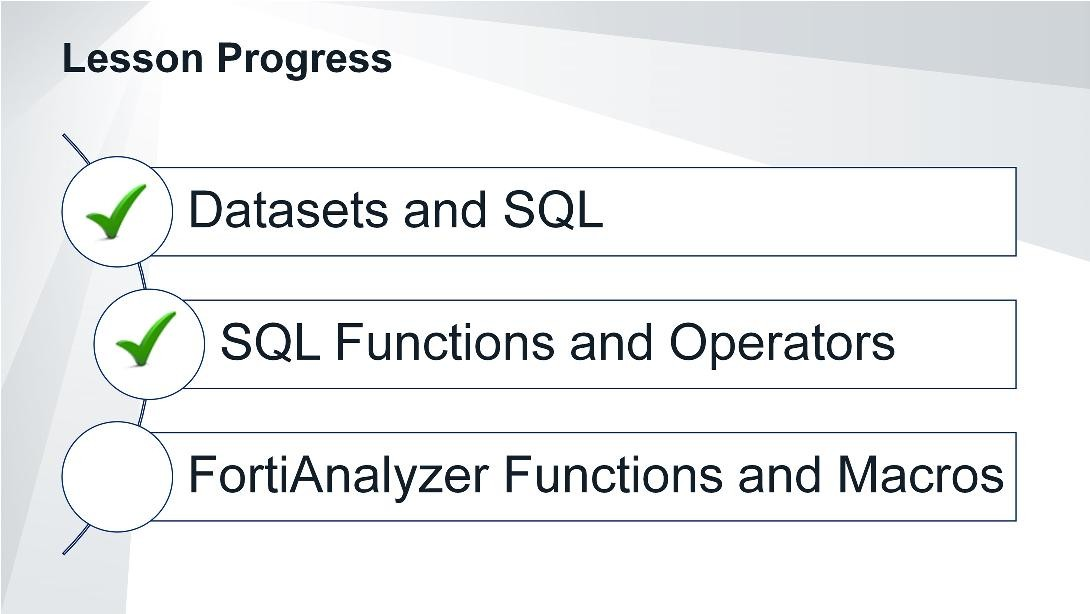 Lesson Progress
Datasets and SQL
SQL Functions and Operators
FortiAnalyzer Functions and Macros